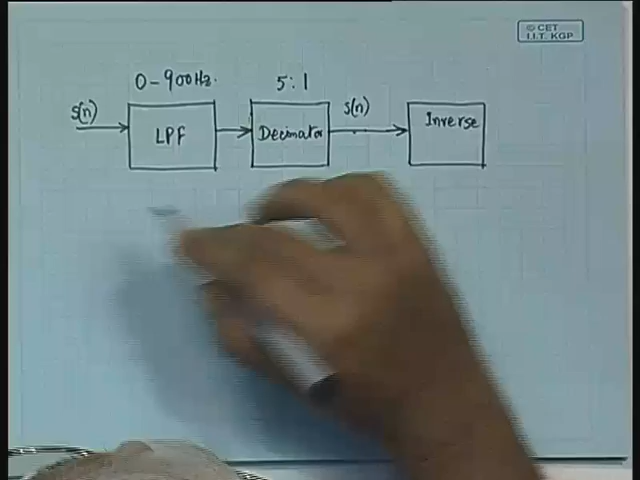 © CET
I.I.T. KGP
0-900Hz.
5:1
S(n)
LPF
Decimator
s(n)
Inverse